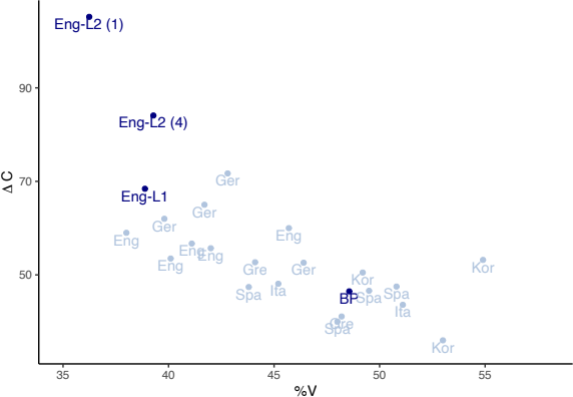 Eng-L2 (1)
90
Eng-L2 (4)
70
Ger
Eng-L1
Ger
Ger
Eng
Eng
Eng
Eng
Eng
Gre
Ger
Kor
Kor
ΔC
50
Spa
Ita
BP
Spa
Spa
Ita
Gre
Spa
Kor
35
40
45
50
55
%V